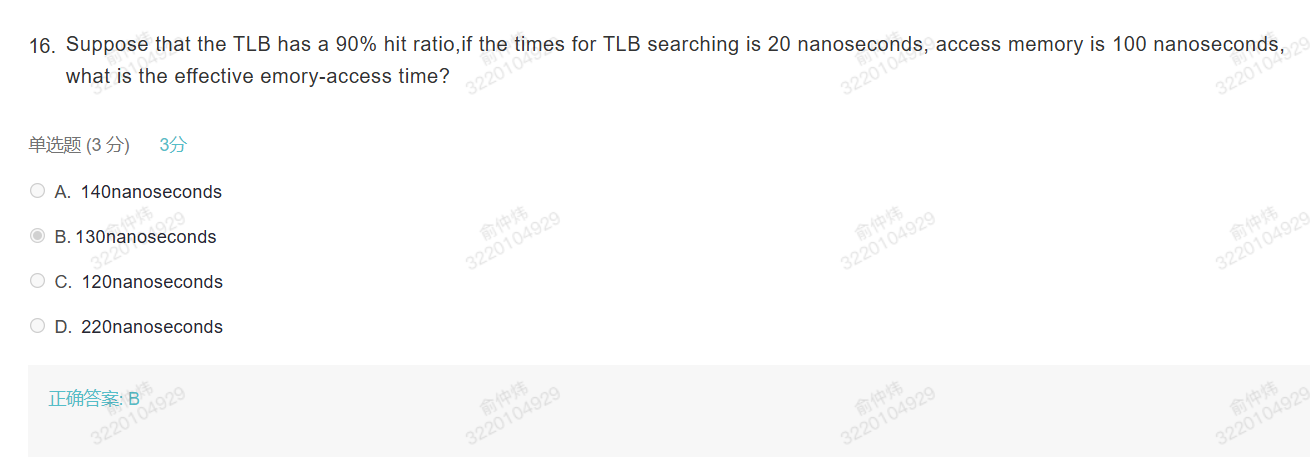 16. Suppose that the TLB has a 90% hit ratio,if the times for TLB searching is 20 nanoseconds, access memory is 100 nanoseconds,
what is the effective emory-access time?
单选题 (3 分) 3分
A. 140nanoseconds
B. 130nanoseconds
C. 120nanoseconds
D. 220nanoseconds
正确答案: B
俞仲炜
3220104929